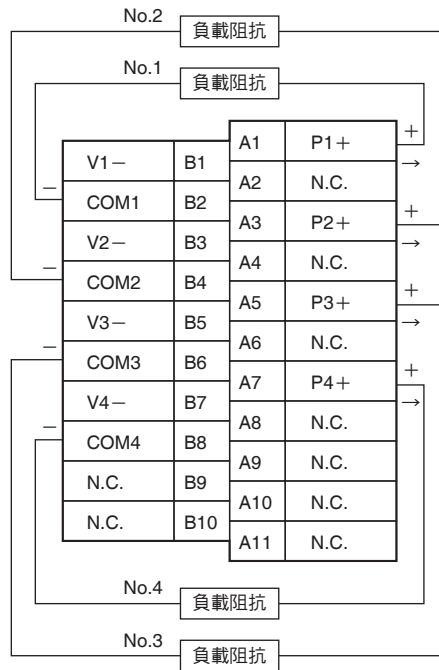 No.2
負載阻抗
No.1
負載阻抗
V1－ B1
COM1 B2
V2－ B3
COM2 B4
V3－ B5
COM3 B6
V4－ B7
COM4 B8
N.C. B9
N.C. B10
A1 P1＋
A2 N.C.
A3 P2＋
A4 N.C.
A5 P3＋
A6 N.C.
A7 P4＋
A8 N.C.
A9 N.C.
A10 N.C.
A11 N.C.
－
－
－
－
＋
→
＋
→
＋
→
＋
→
No.4
負載阻抗
No.3
負載阻抗